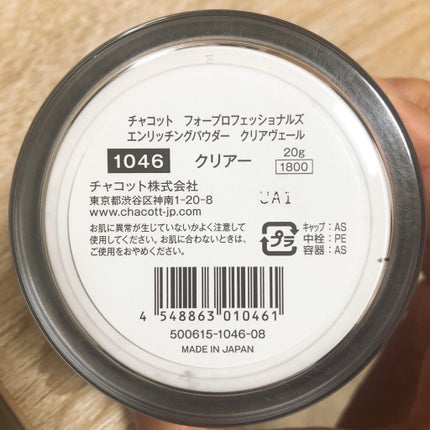 チャコット フォープロフェッショナルズ
エンリッチングパウダー クリアヴェール
1046 クリアー 20g
1800
チャコット株式会社
東京都渋谷区神南1-20-8
www.chacott-jp.com
UA1
お肌に異常が生じていないかよく注意して
使用してください。お肌に合わないときは、
ご使用をおやめください。
プラ
キャップ:AS
中栓:PE
容器:AS
4 548863 010461
500615-1046-08
MADE IN JAPAN